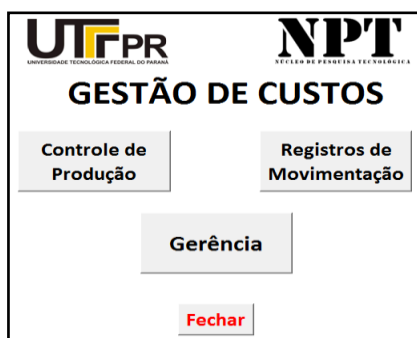 UTFPR
UNIVERSIDADE TECNOLÓGICA FEDERAL DO PARANÁ
NPT
NÚCLEO DE PESQUISA TECNOLÓGICA
GESTÃO DE CUSTOS
Controle de
Produção
Registros de
Movimentação
Gerência
Fechar